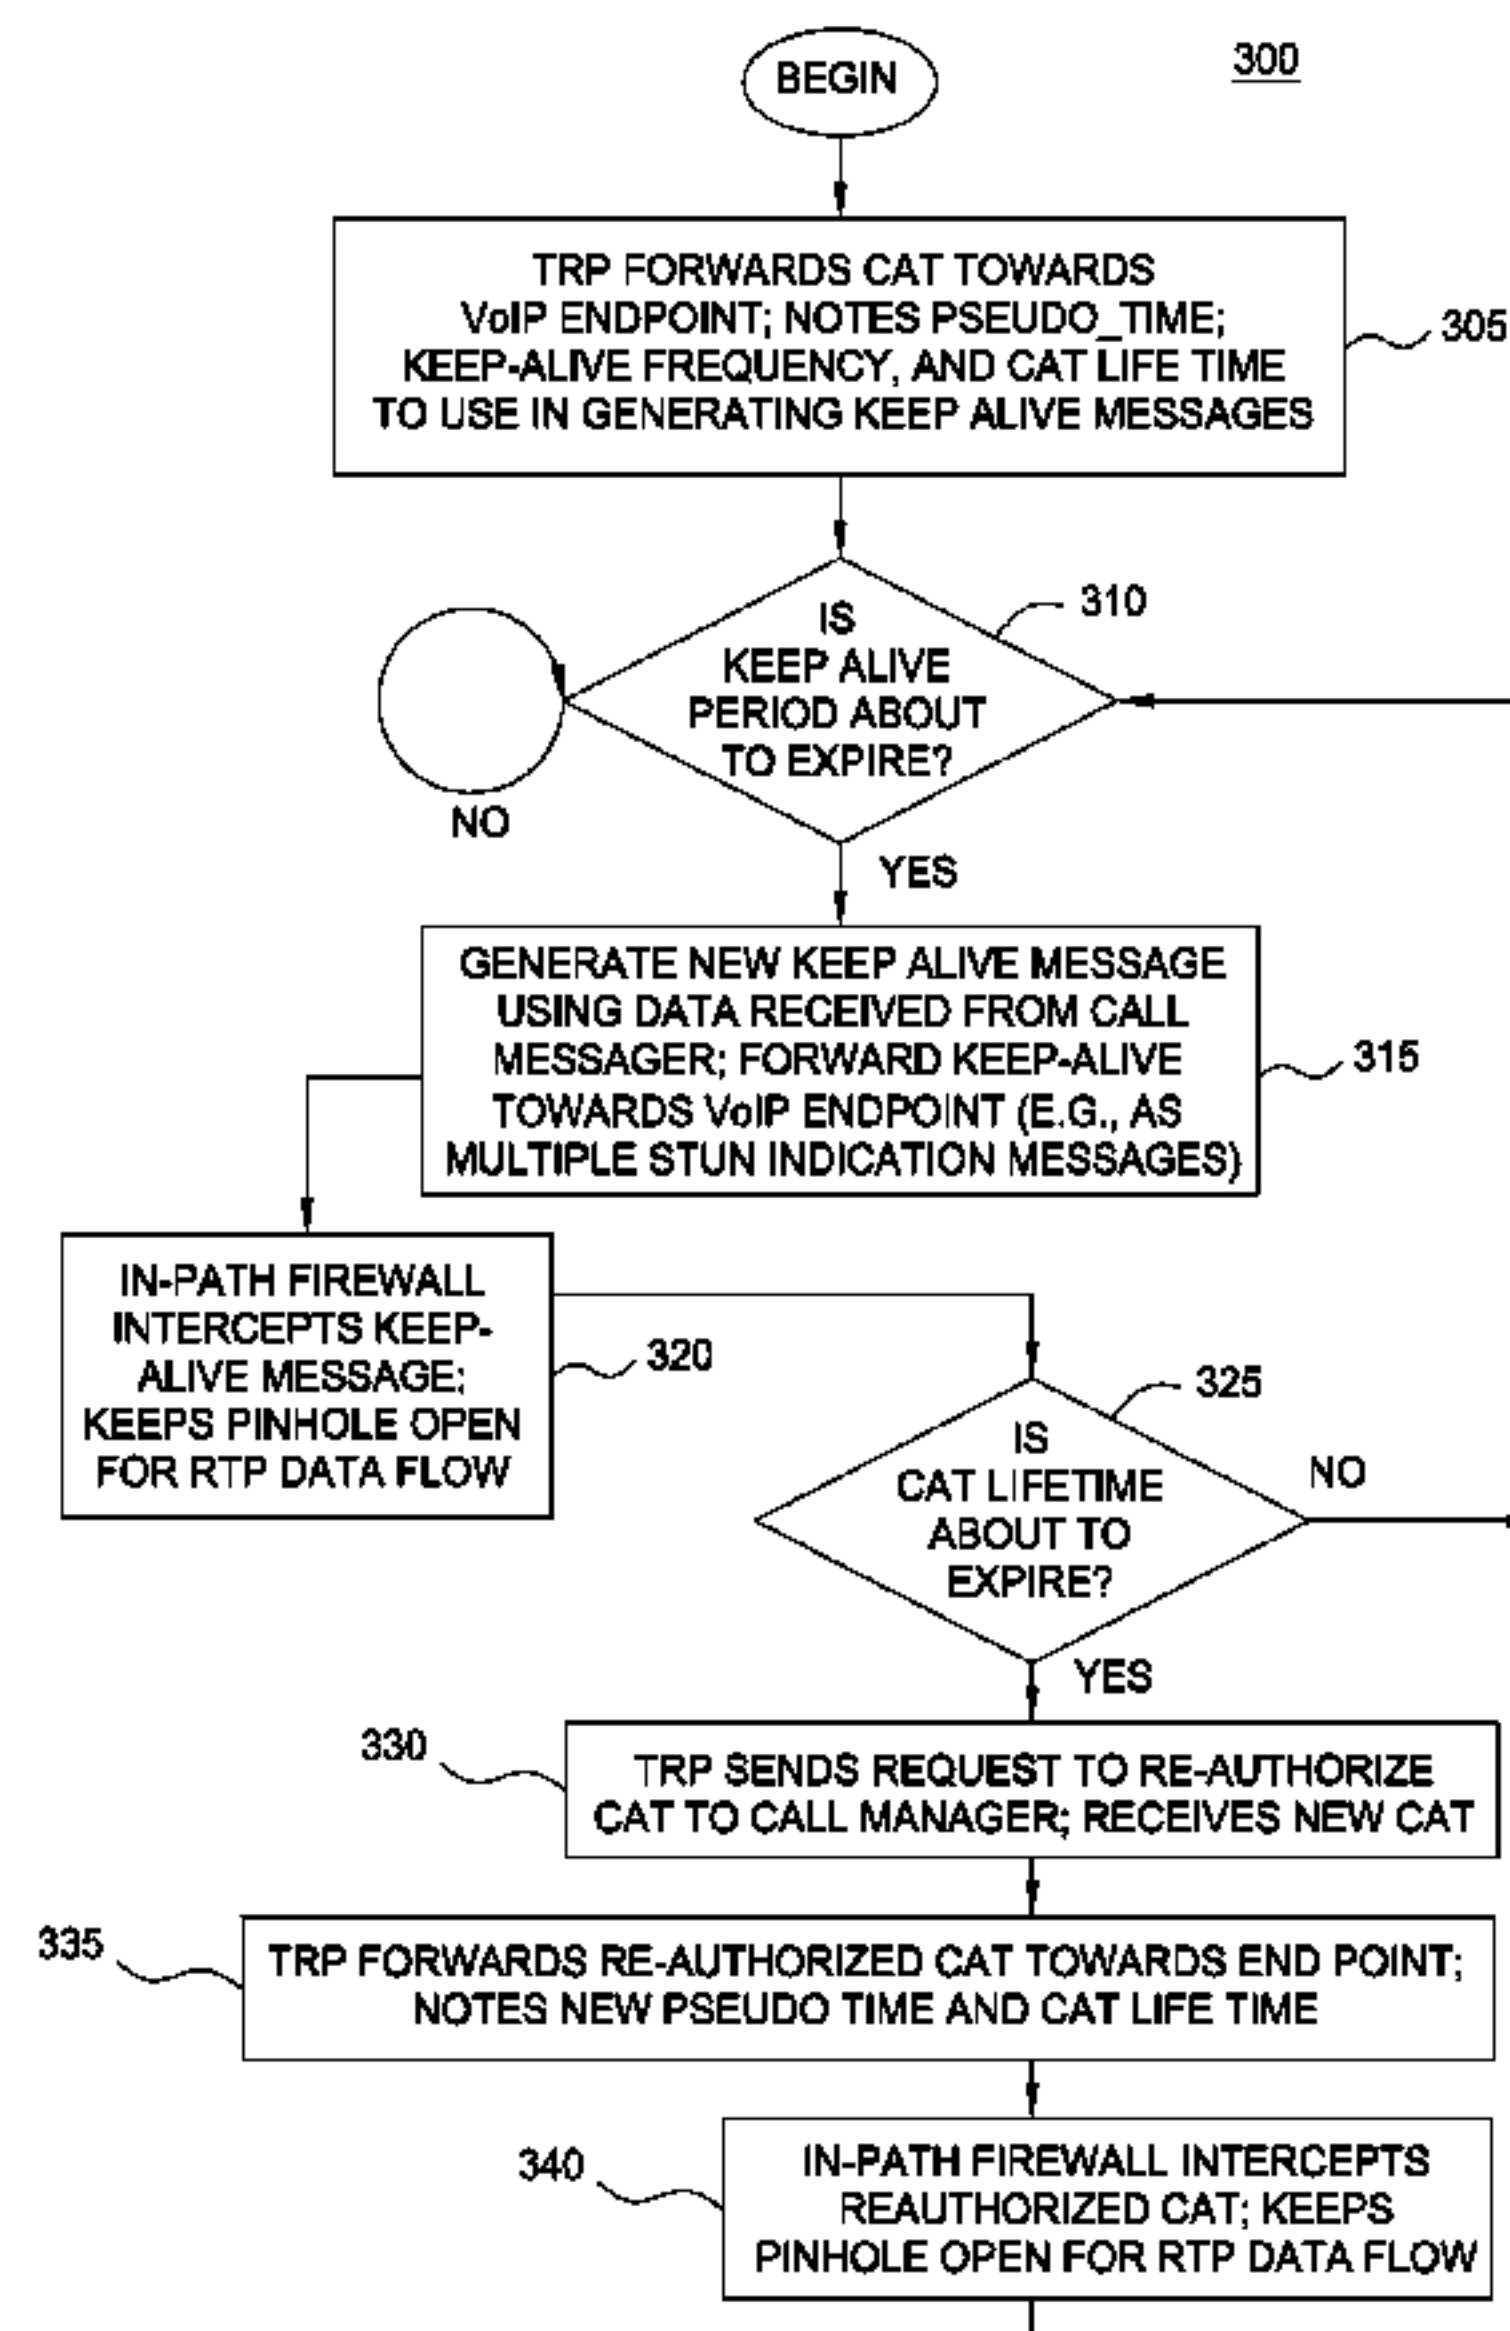 BEGIN
300
TRP FORWARDS CAT TOWARDS
VoIP ENDPOINT; NOTES PSEUDO_TIME;
KEEP-ALIVE FREQUENCY, AND CAT LIFE TIME
TO USE IN GENERATING KEEP ALIVE MESSAGES
305
IS
KEEP ALIVE
PERIOD ABOUT
TO EXPIRE?
310
NO
YES
GENERATE NEW KEEP ALIVE MESSAGE
USING DATA RECEIVED FROM CALL
MESSAGER; FORWARD KEEP-ALIVE
TOWARDS VoIP ENDPOINT (E.G., AS
MULTIPLE STUN INDICATION MESSAGES)
315
IN-PATH FIREWALL
INTERCEPTS KEEP-
ALIVE MESSAGE;
KEEPS PINHOLE OPEN
FOR RTP DATA FLOW
320
IS
CAT LIFETIME
ABOUT TO
EXPIRE?
325
NO
YES
330
TRP SENDS REQUEST TO RE-AUTHORIZE
CAT TO CALL MANAGER; RECEIVES NEW CAT
335
TRP FORWARDS RE-AUTHORIZED CAT TOWARDS END POINT;
NOTES NEW PSEUDO TIME AND CAT LIFE TIME
340
IN-PATH FIREWALL INTERCEPTS
REAUTHORIZED CAT; KEEPS
PINHOLE OPEN FOR RTP DATA FLOW